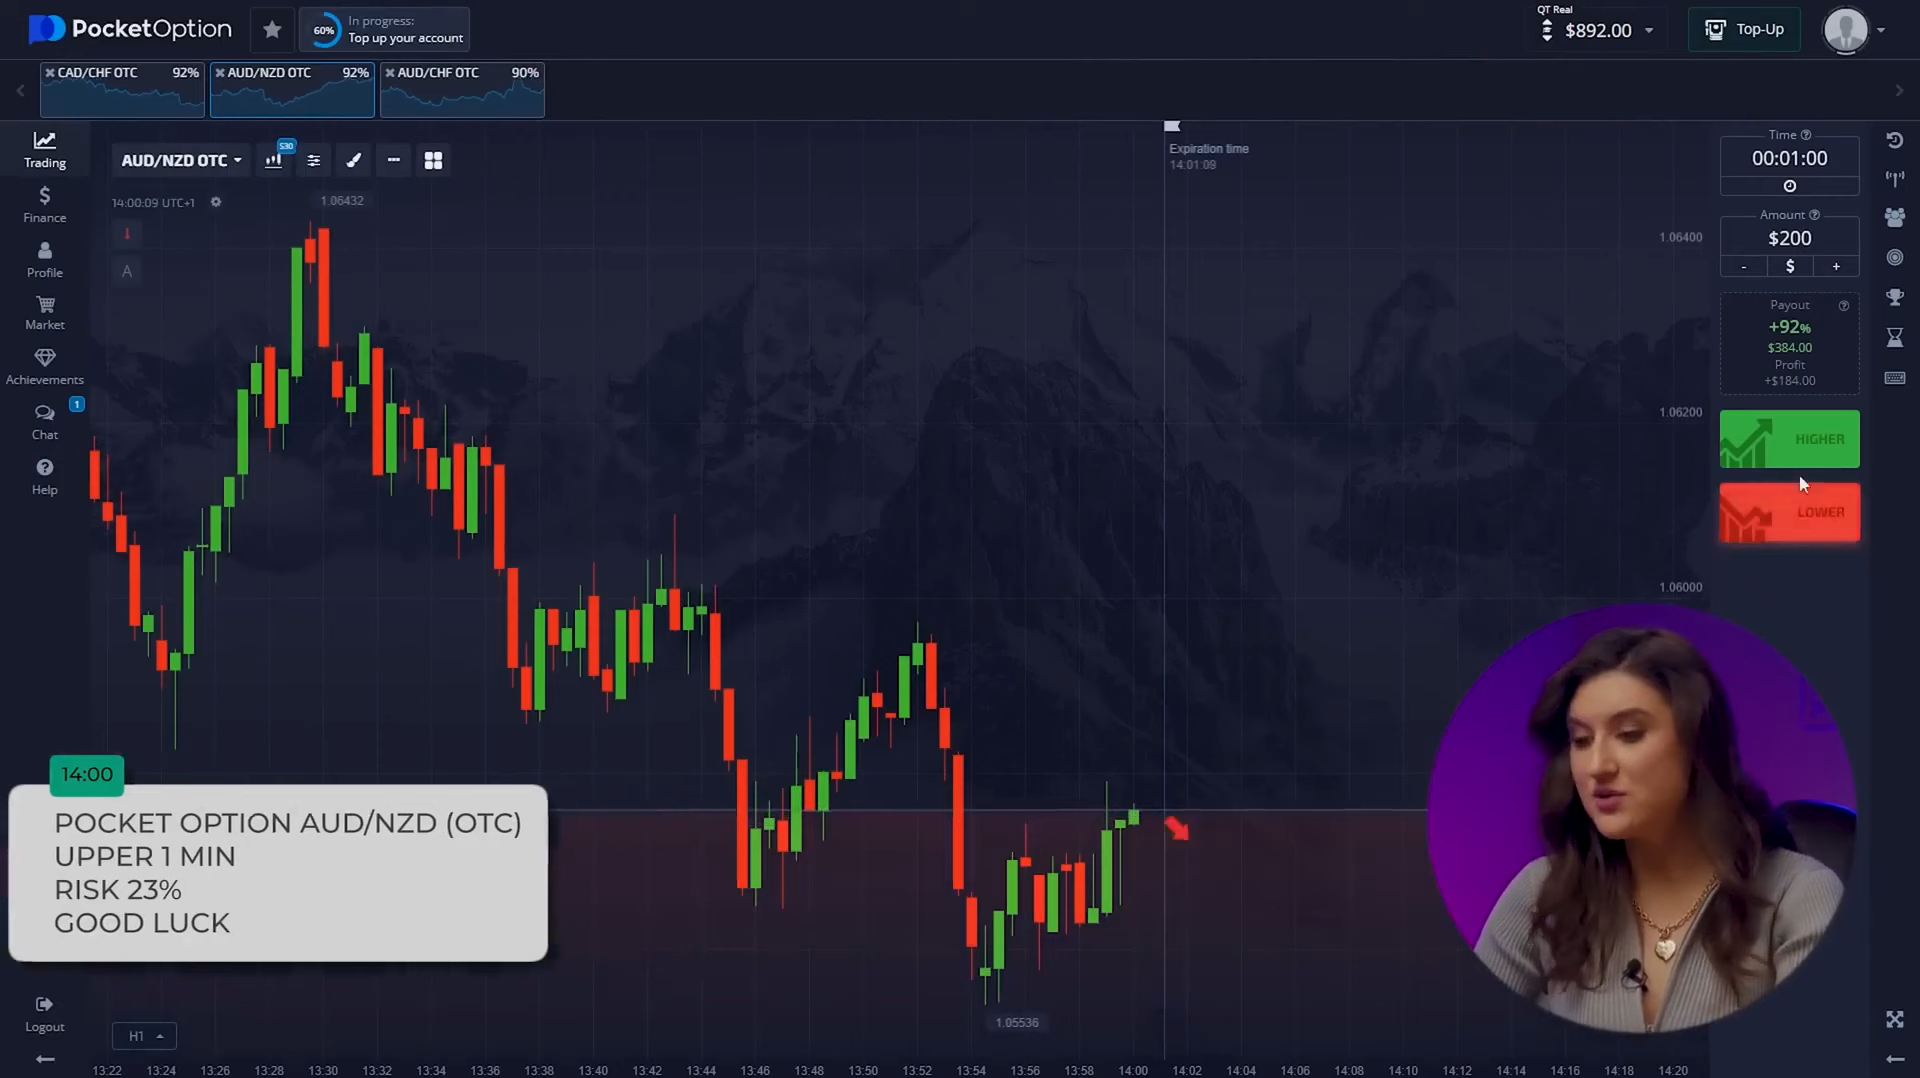 PocketOption
60%
In progress:
Top up your account
QT Real
$892.00
Top-Up
CAD/CHF OTC 92%
AUD/NZD OTC 92%
AUD/CHF OTC 90%
Trading
Finance
Profile
Market
Achievements
1
Chat
Help
Logout
AUD/NZD OTC
S30
14:00:09 UTC+1
1.06432
A
Expiration time
14:01:09
1.06400
1.06200
1.06000
1.05536
Time
00:01:00
Amount
$200
- $ +
Payout
+92%
$384.00
Profit
+$184.00
HIGHER
LOWER
14:00
POCKET OPTION AUD/NZD (OTC)
UPPER 1 MIN
RISK 23%
GOOD LUCK
H1
13:22 13:24 13:26 13:28 13:30 13:32 13:34 13:36 13:38 13:40 13:42 13:44 13:46 13:48 13:50 13:52 13:54 13:56 13:58 14:00 14:02 14:04 14:06 14:08 14:10 14:12 14:14 14:16 14:18 14:20